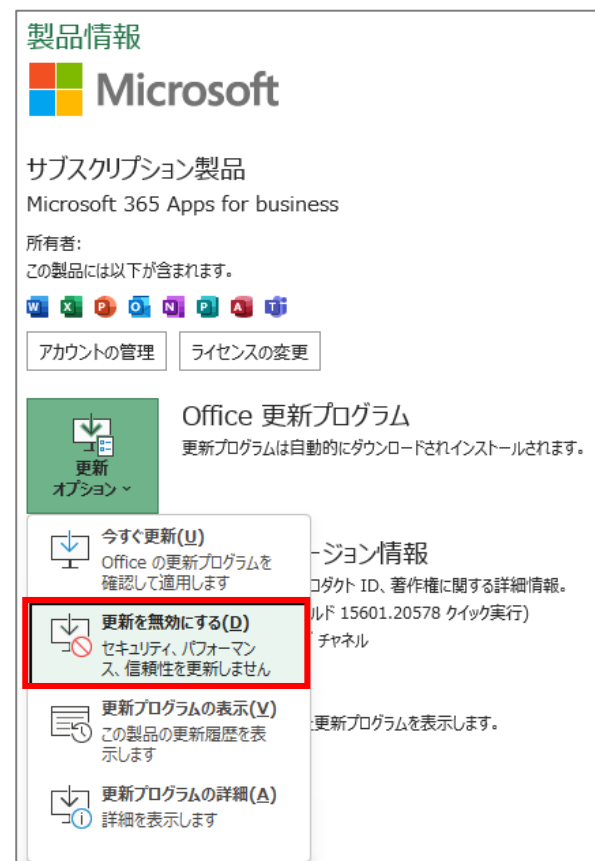 製品情報
Microsoft
サブスクリプション製品
Microsoft 365 Apps for business
所有者:
この製品には以下が含まれます。
アカウントの管理
ライセンスの変更
更新
オプション
Office 更新プログラム
更新プログラムは自動的にダウンロードされインストールされます。
今すぐ更新(U)
Office の更新プログラムを
確認して適用します
ージョン情報
ロダクト ID、著作権に関する詳細情報。
更新を無効にする(D)
セキュリティ、パフォーマン
ス、信頼性を更新しません
ルド 15601.20578 クイック実行)
チャネル
更新プログラムの表示(V)
この製品の更新履歴を表
示します
更新プログラムを表示します。
更新プログラムの詳細(A)
詳細を表示します